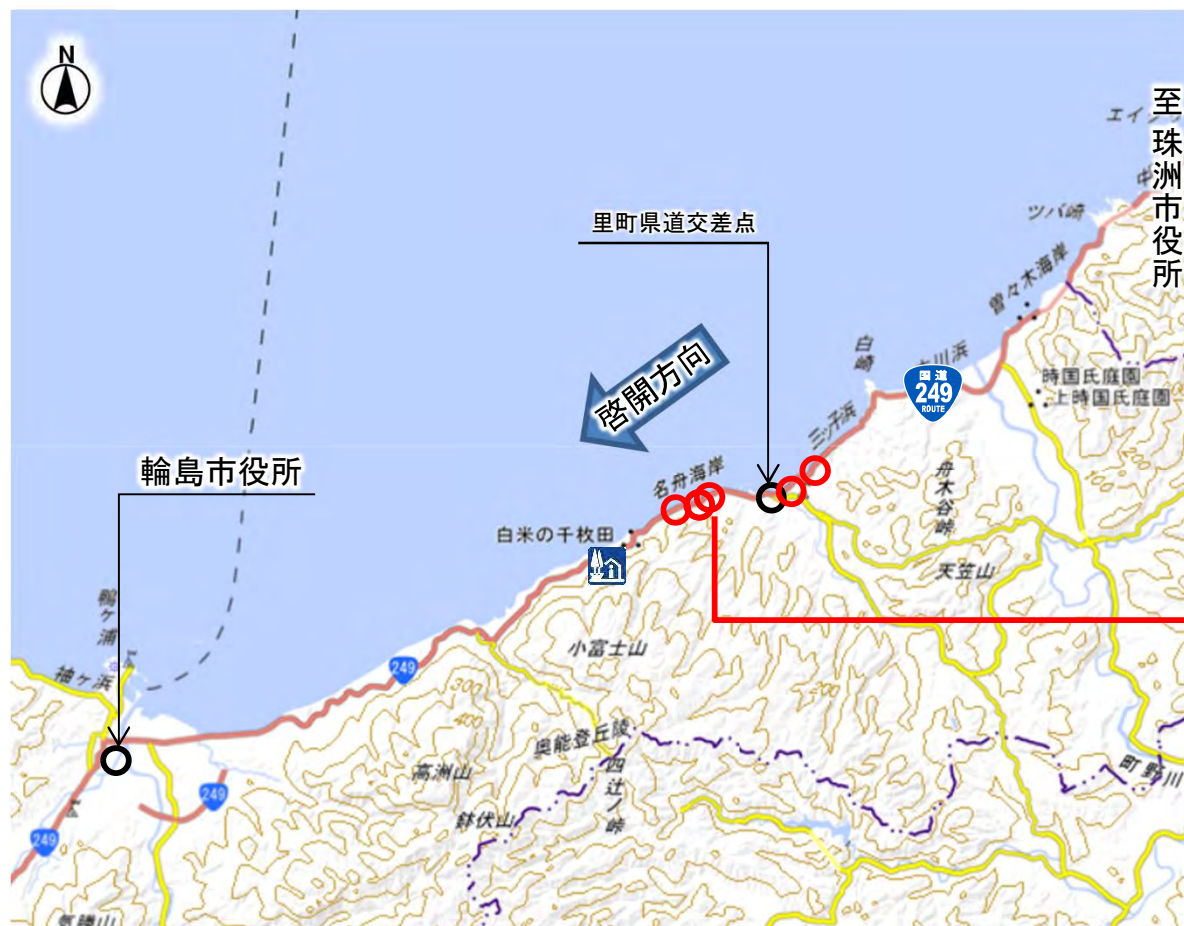 N
至珠洲市役所
エイ
ツバ崎
里町県道交差点
曽々木海岸
白崎
国道
249
ROUTE
時国氏庭園
上時国氏庭園
啓開方向
三ッ子浜
名舟海岸
舟木谷峠
輪島市役所
白米の千枚田
天笠山
鴨ヶ浦
袖ヶ浜
249
小富士山
300
400
奥能登丘陵
四辻ノ峠
高洲山
町野川
249
鉢伏山
249
気勝山